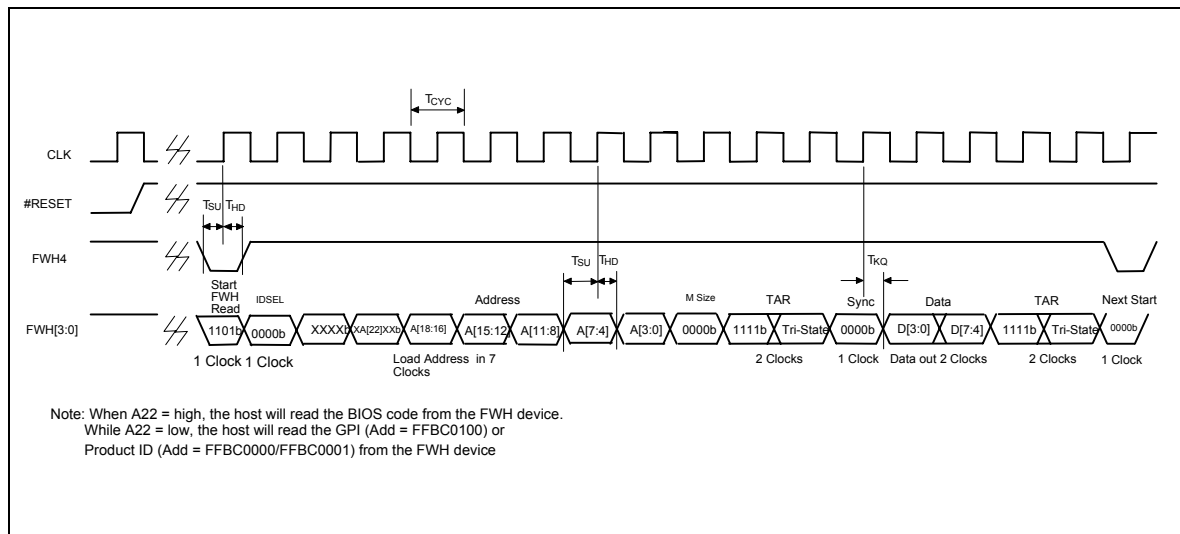 TCYC
CLK
#RESET
TSU THD
FWH4
TSU THD
TKQ
Start
FWH
Read
IDSEL
Address
M Size
TAR
Sync
Data
TAR
Next Start
FWH[3:0]
1101b 0000b XXXXb XA[22]XXb A[18:16] A[15:12] A[11:8] A[7:4] A[3:0] 0000b 1111b Tri-State 0000b D[3:0] D[7:4] 1111b Tri-State 0000b
1 Clock 1 Clock
Load Address in 7
Clocks
2 Clocks 1 Clock Data out 2 Clocks 2 Clocks 1 Clock
Note: When A22 = high, the host will read the BIOS code from the FWH device.
While A22 = low, the host will read the GPI (Add = FFBC0100) or
Product ID (Add = FFBC0000/FFBC0001) from the FWH device